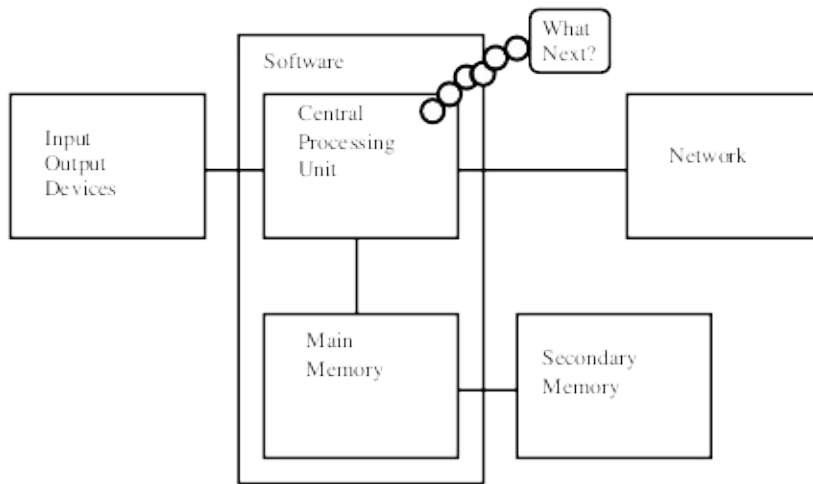 What
Next?
Software
Input
Output
Devices
Central
Processing
Unit
Network
Main
Memory
Secondary
Memory